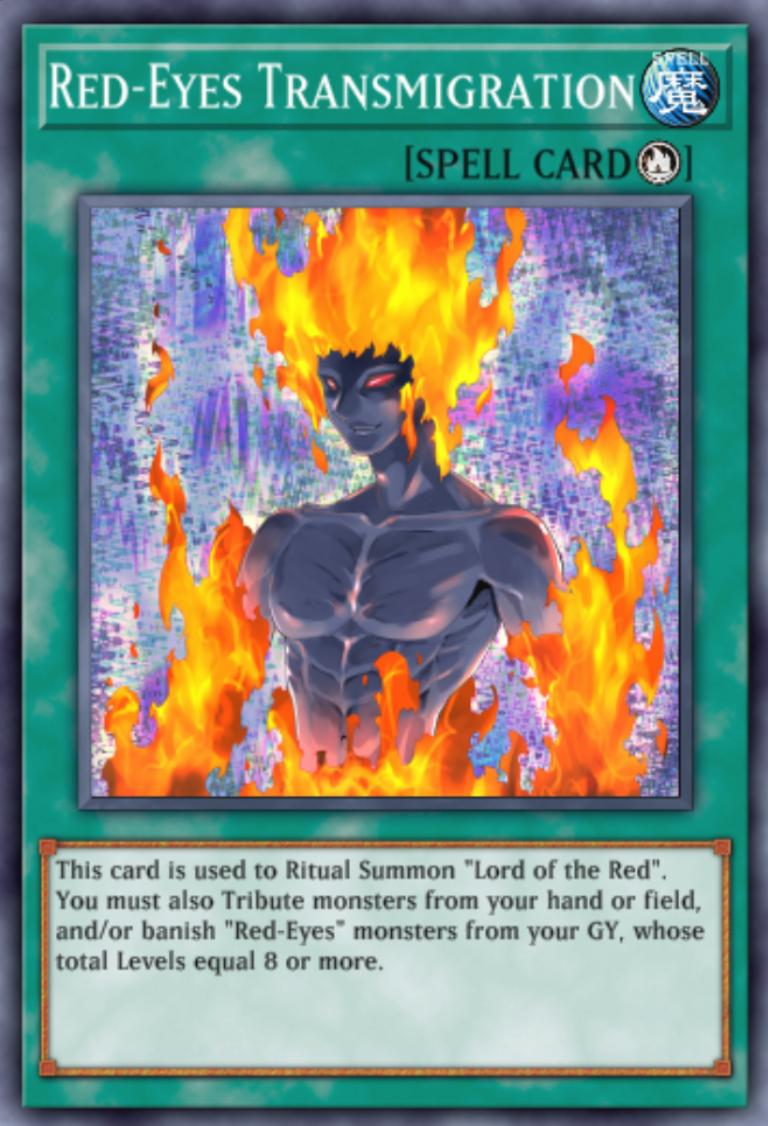 RED-EYES TRANSMIGRATION
SPELL
魔
[SPELL CARD]
This card is used to Ritual Summon "Lord of the Red".
You must also Tribute monsters from your hand or field,
and/or banish "Red-Eyes" monsters from your GY, whose
total Levels equal 8 or more.